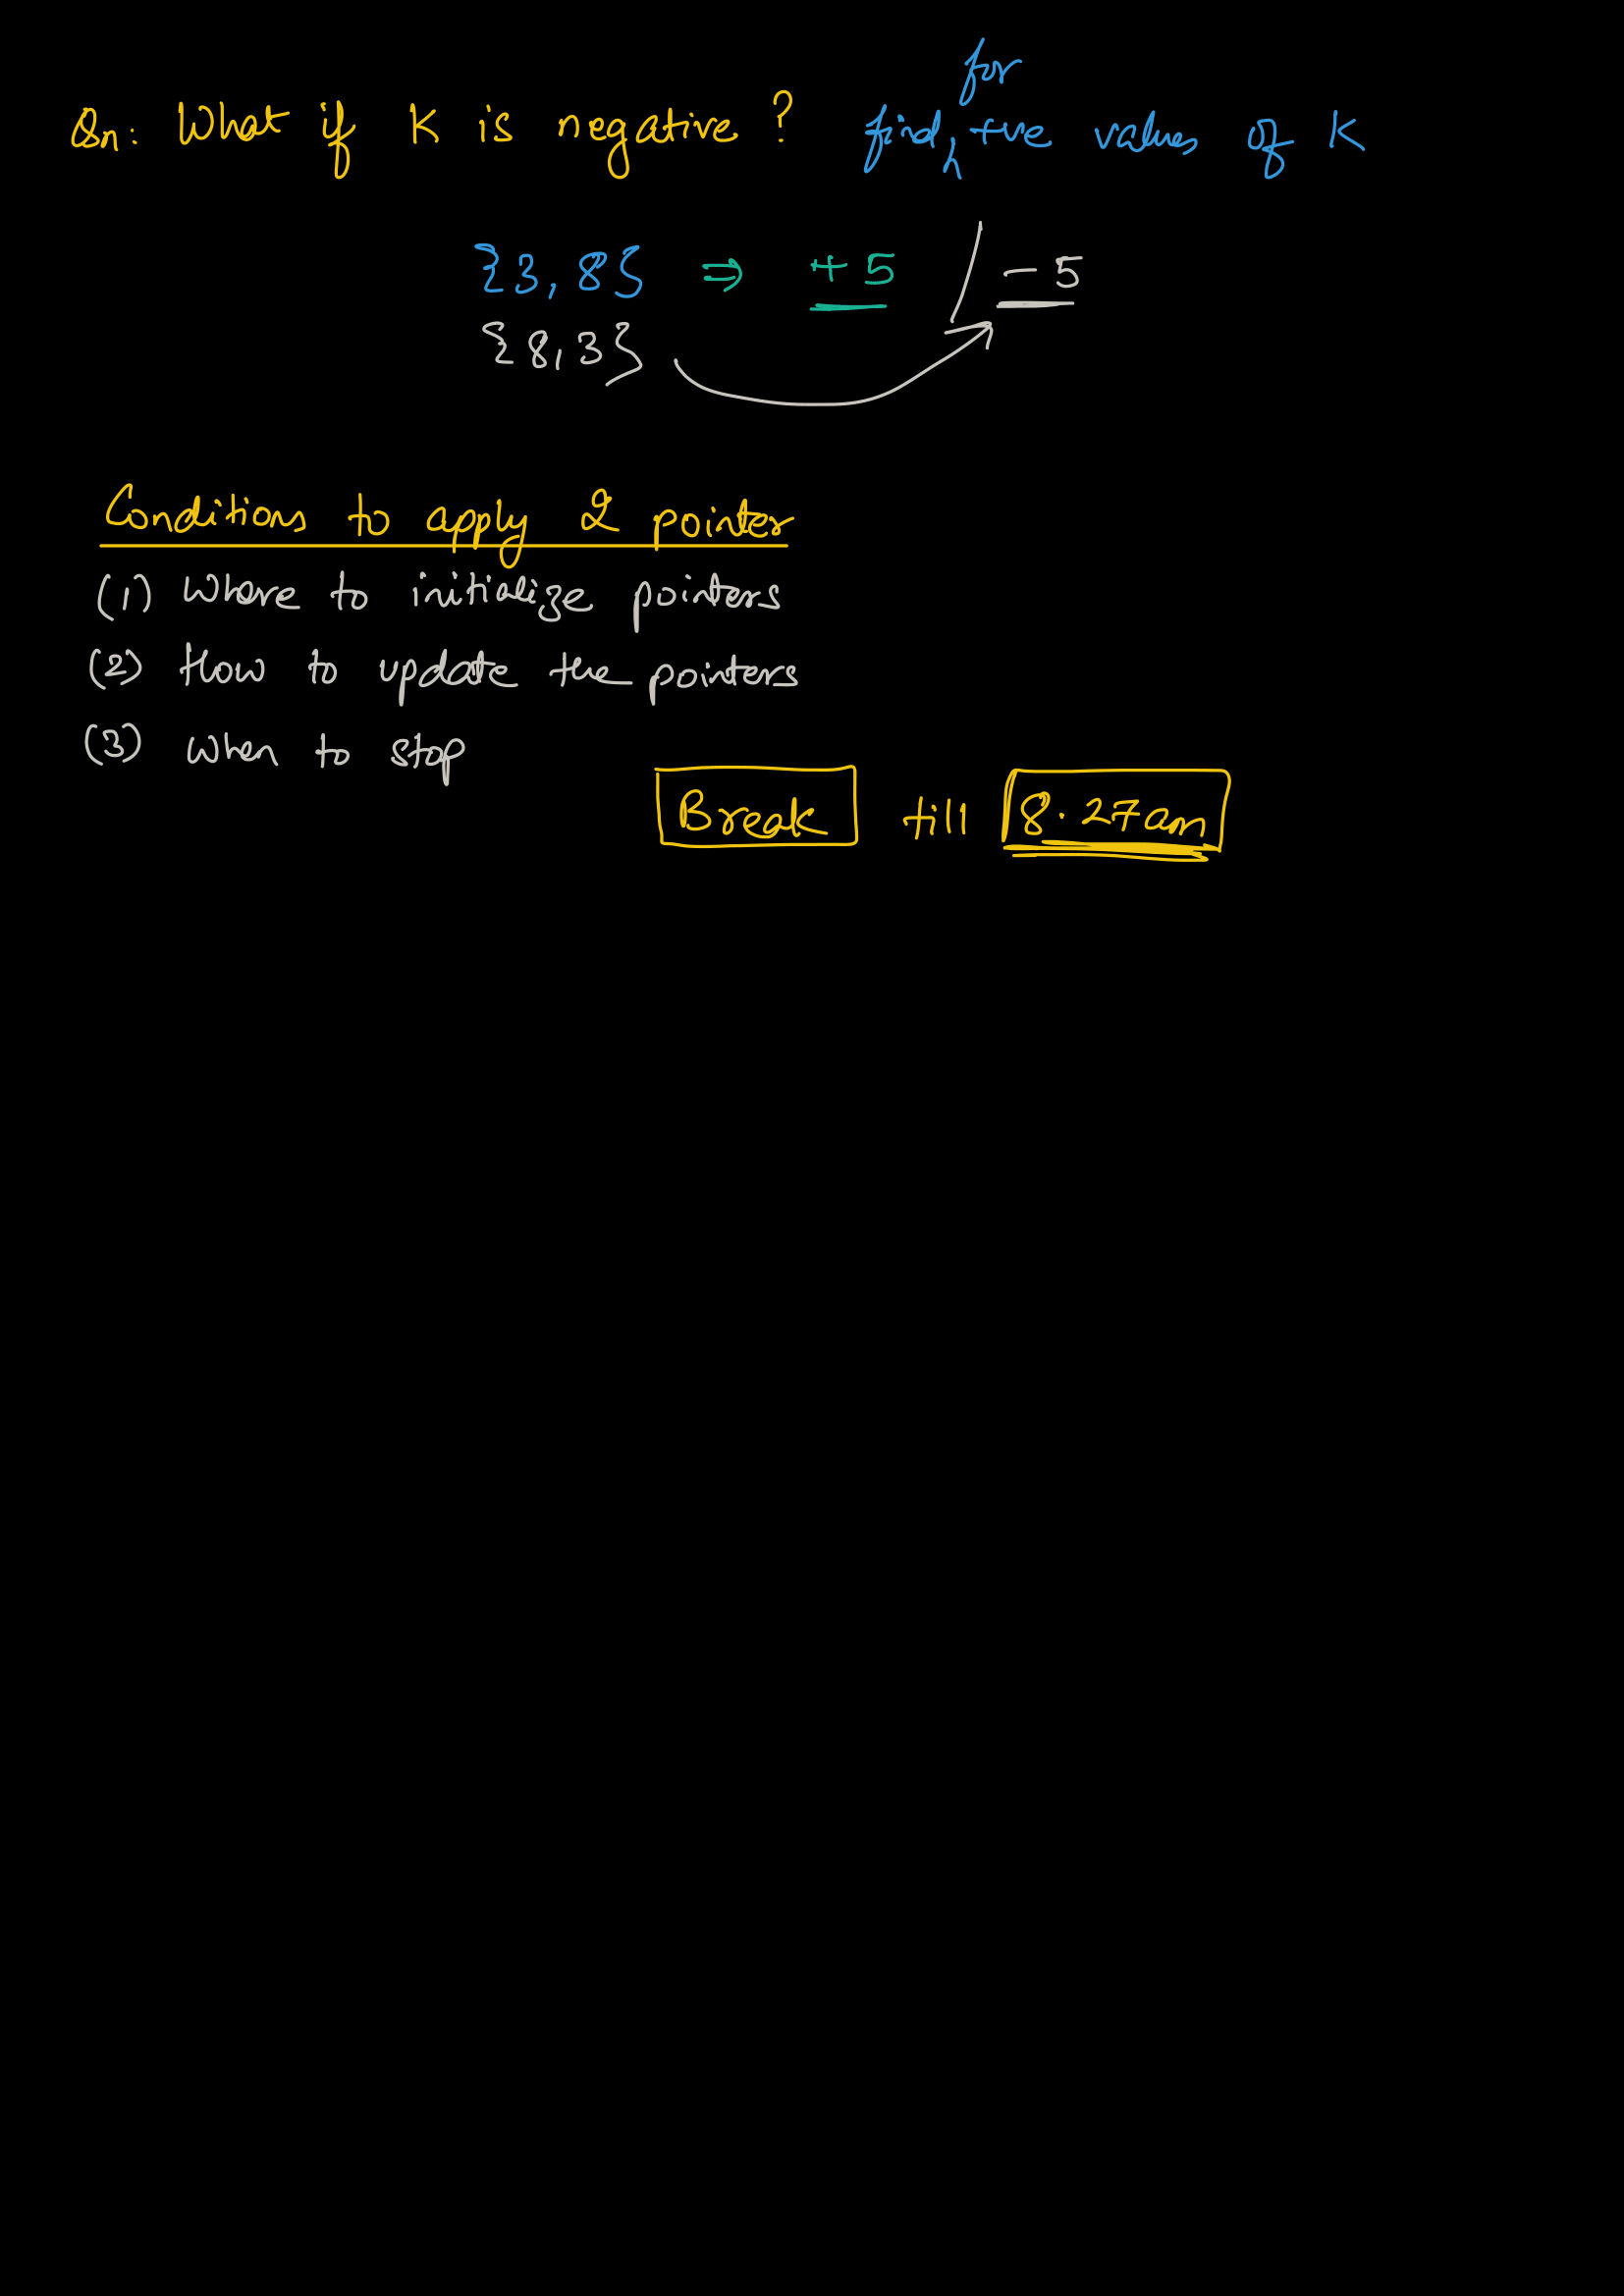 for
Qn: What if K is negative? find, +ve values of K
{3, 8} ⇒ +5 / -5
{8, 3}
Conditions to apply 2 pointer
(1) Where to initialize pointers
(2) How to update the pointers
(3) when to stop
Break till 8.27am